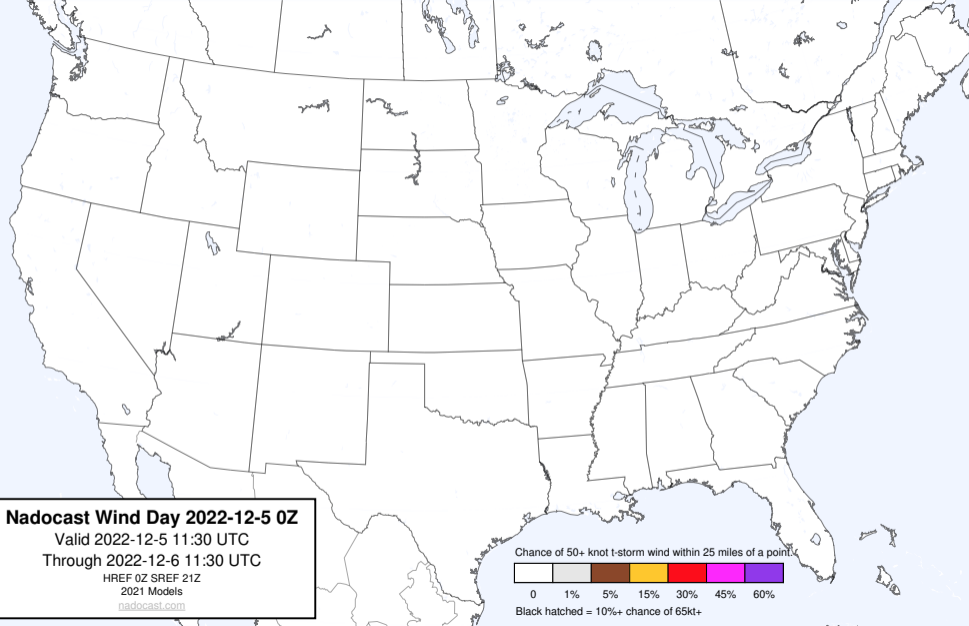 Nadocast Wind Day 2022-12-5 0Z
Valid 2022-12-5 11:30 UTC
Through 2022-12-6 11:30 UTC
HREF 0Z SREF 21Z
2021 Models
nadocast.com
Chance of 50+ knot t-storm wind within 25 miles of a point.
0 1% 5% 15% 30% 45% 60%
Black hatched = 10%+ chance of 65kt+